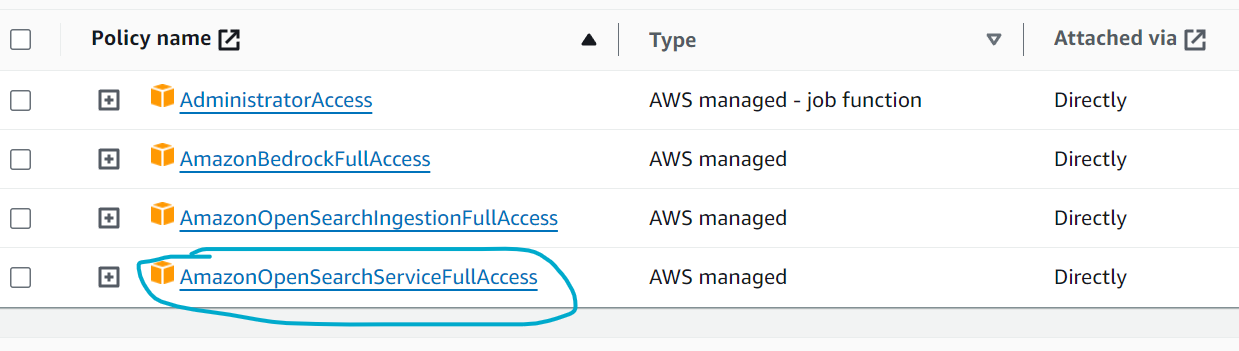 Policy name Type Attached via
AdministratorAccess AWS managed - job function Directly
AmazonBedrockFullAccess AWS managed Directly
AmazonOpenSearchIngestionFullAccess AWS managed Directly
AmazonOpenSearchServiceFullAccess AWS managed Directly